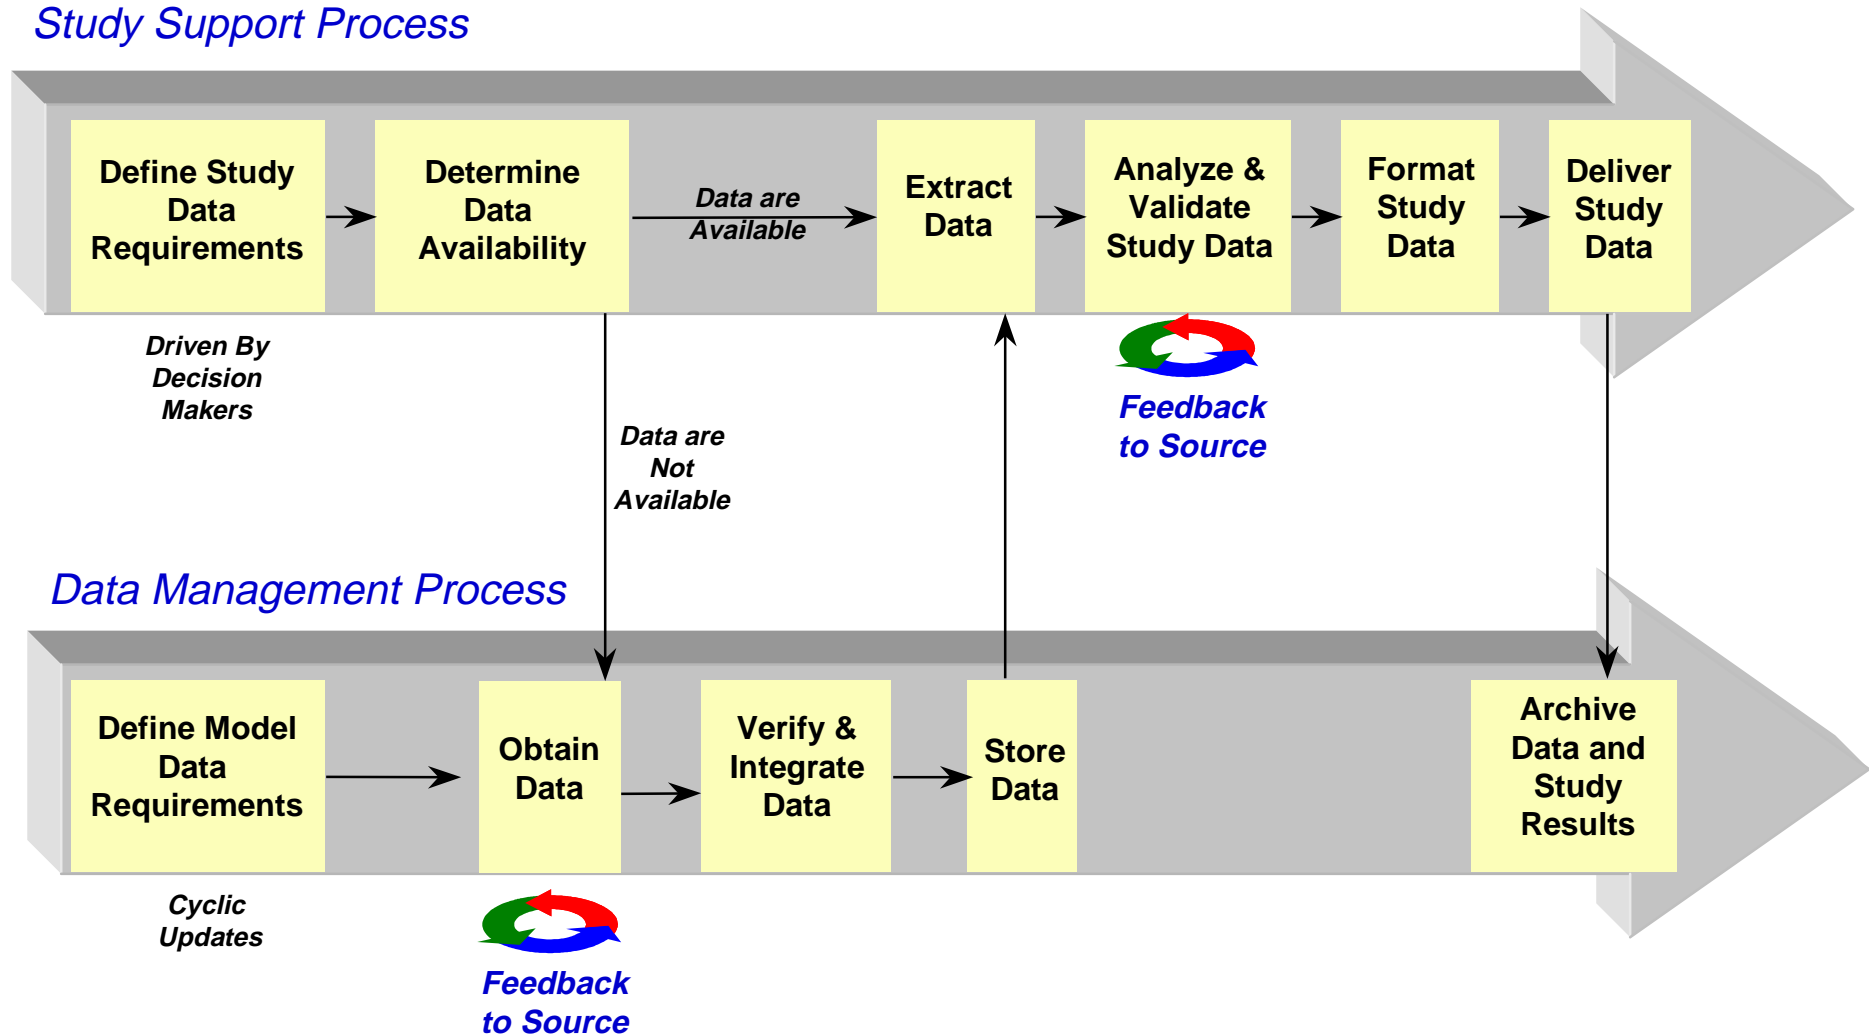 Study Support Process
Define Study
Data
Requirements
Determine
Data
Availability
Data are
Available
Extract
Data
Analyze &
Validate
Study Data
Format
Study
Data
Deliver
Study
Data
Driven By
Decision
Makers
Feedback
to Source
Data are
Not
Available
Data Management Process
Define Model
Data
Requirements
Obtain
Data
Verify &
Integrate
Data
Store
Data
Archive
Data and
Study
Results
Cyclic
Updates
Feedback
to Source